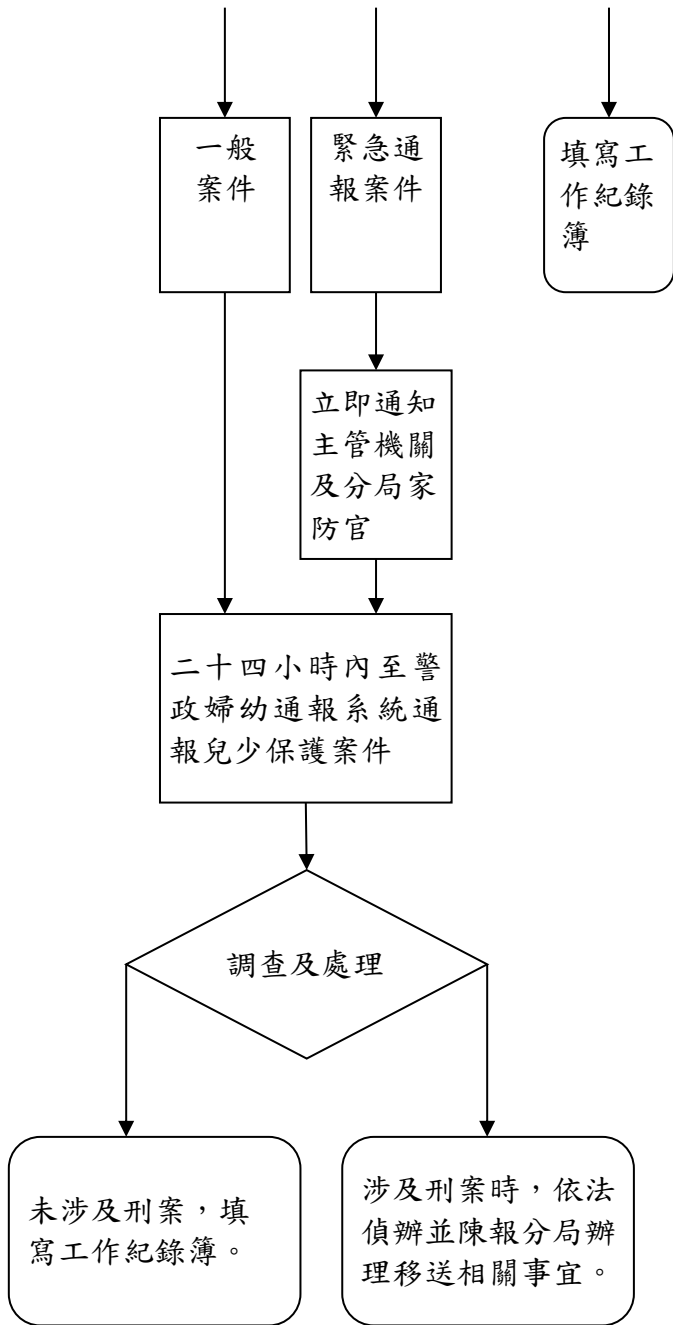 一般
案件
緊急通
報案件
填寫工
作紀錄
簿
立即通知
主管機關
及分局家
防官
二十四小時內至警
政婦幼通報系統通
報兒少保護案件
調查及處理
未涉及刑案，填
寫工作紀錄簿。
涉及刑案時，依法
偵辦並陳報分局辦
理移送相關事宜。